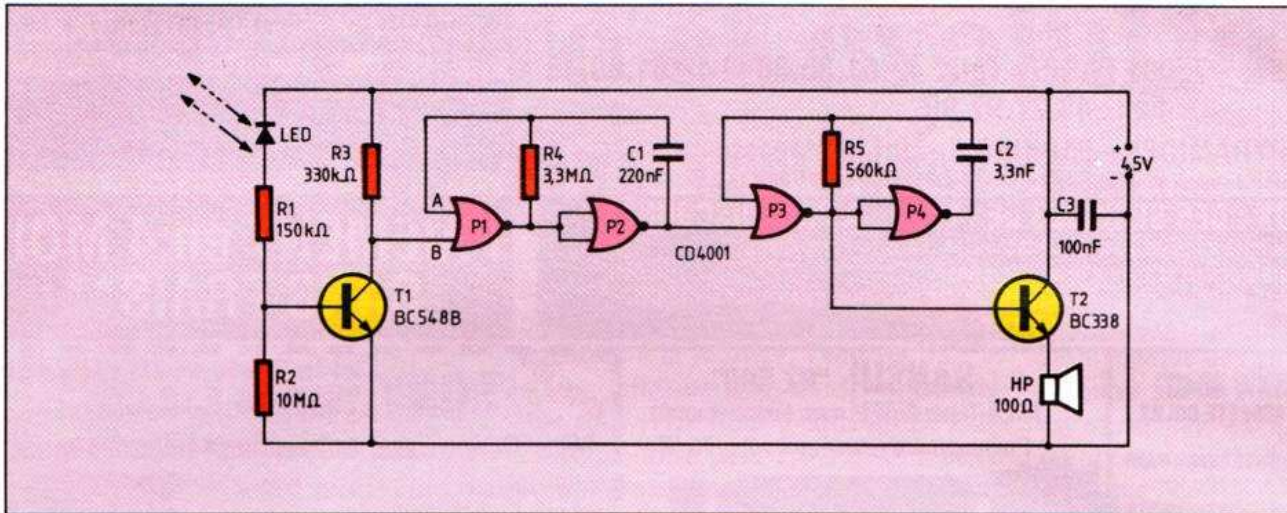 LED
R1
150kΩ
R2
10MΩ
R3
330kΩ
T1
BC548B
A
B
P1
R4
3,3MΩ
P2
C1
220nF
CD4001
P3
R5
560kΩ
P4
C2
3,3nF
+
4,5V
-
C3
100nF
T2
BC338
HP
100Ω